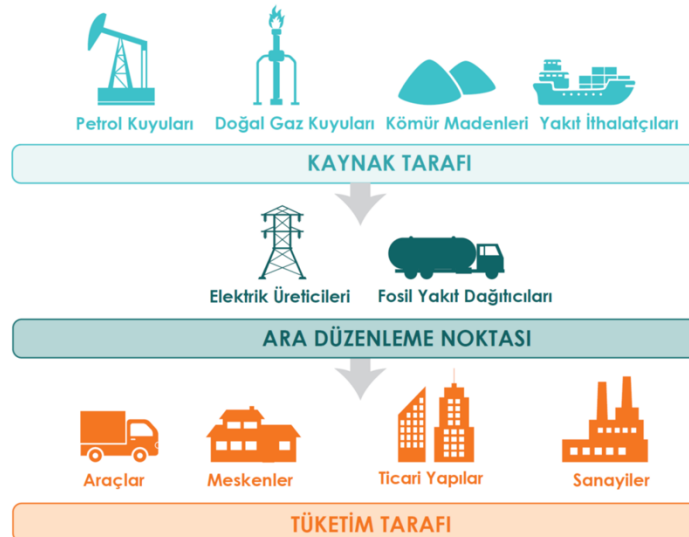 Petrol Kuyuları
Doğal Gaz Kuyuları
Kömür Madenleri
Yakıt İthalatçıları
KAYNAK TARAFI
Elektrik Üreticileri
Fosil Yakıt Dağıtıcıları
ARA DÜZENLEME NOKTASI
Araçlar
Meskenler
Ticari Yapılar
Sanayiler
TÜKETİM TARAFI